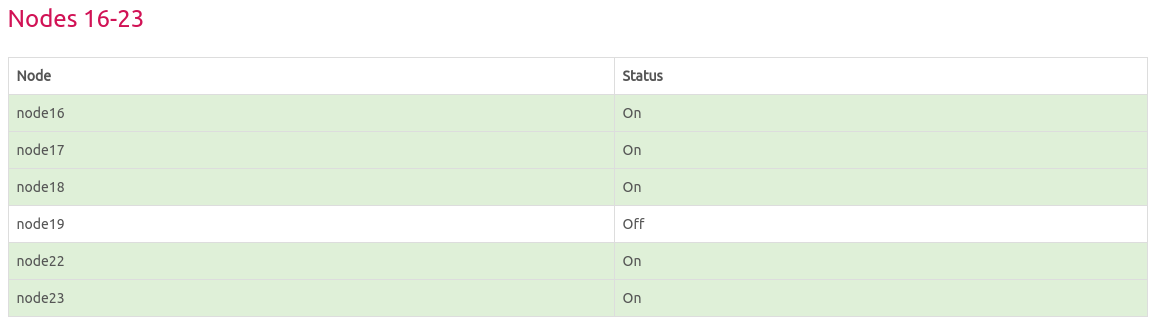 Nodes 16-23
Node Status
node16 On
node17 On
node18 On
node19 Off
node22 On
node23 On